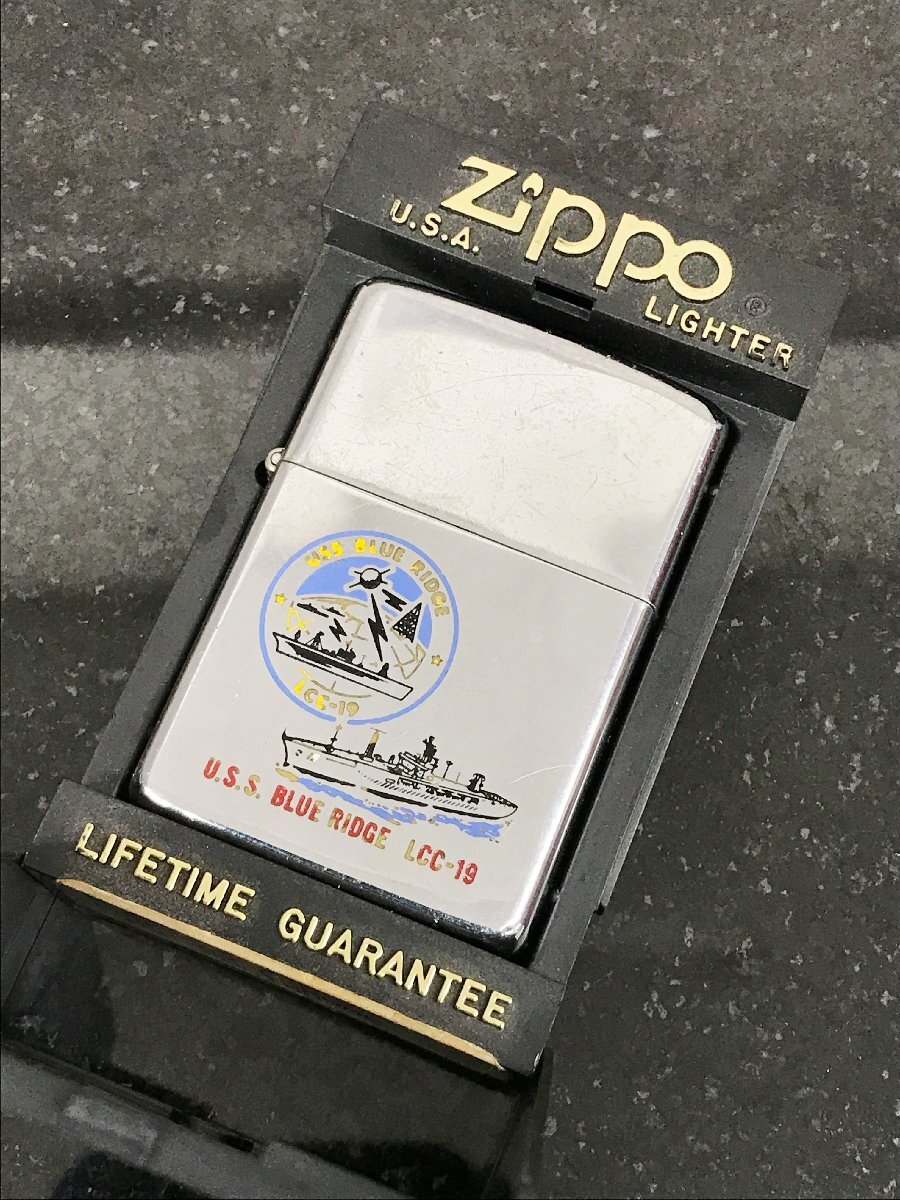 Zippo
U.S.A.
®
LIGHTER
USS BLUE RIDGE
LCC-19
U.S.S. BLUE RIDGE LCC-19
LIFETIME GUARANTEE